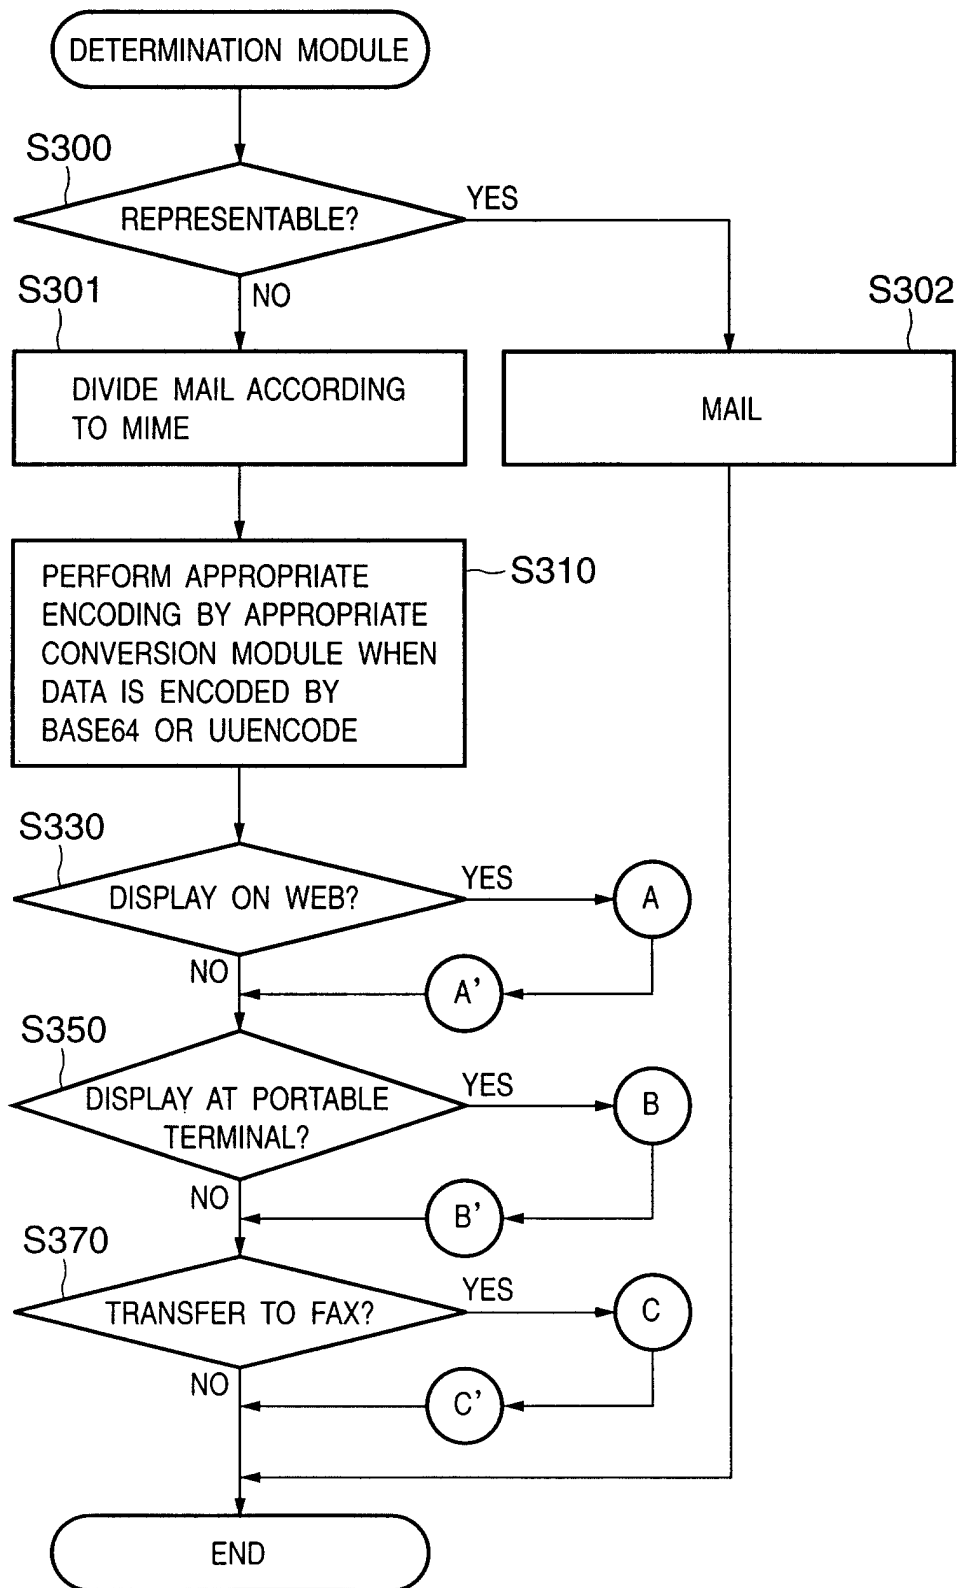 DETERMINATION MODULE
S300
REPRESENTABLE?
YES
NO
S301
DIVIDE MAIL ACCORDING
TO MIME
S302
MAIL
S310
PERFORM APPROPRIATE
ENCODING BY APPROPRIATE
CONVERSION MODULE WHEN
DATA IS ENCODED BY
BASE64 OR UUENCODE
S330
DISPLAY ON WEB?
YES
A
NO
A'
S350
DISPLAY AT PORTABLE
TERMINAL?
YES
B
NO
B'
S370
TRANSFER TO FAX?
YES
C
NO
C'
END